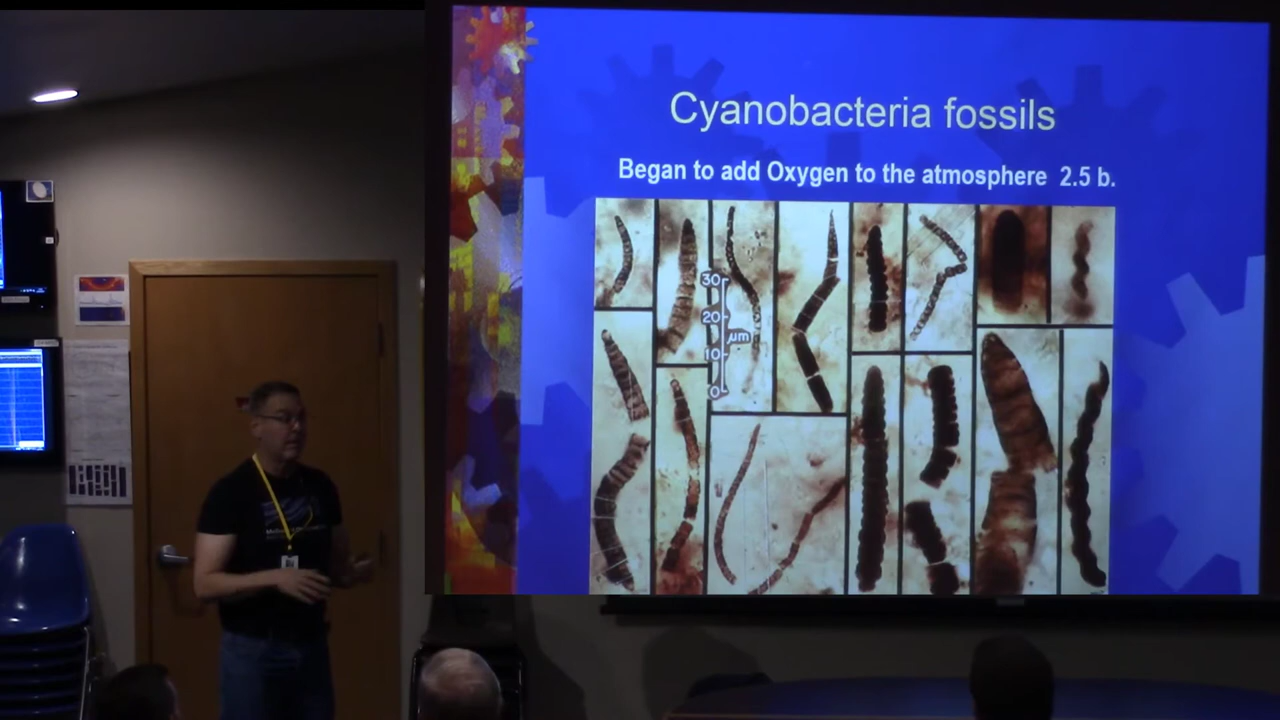 Cyanobacteria fossils
Began to add Oxygen to the atmosphere 2.5 b.
30
20
µm
10
0